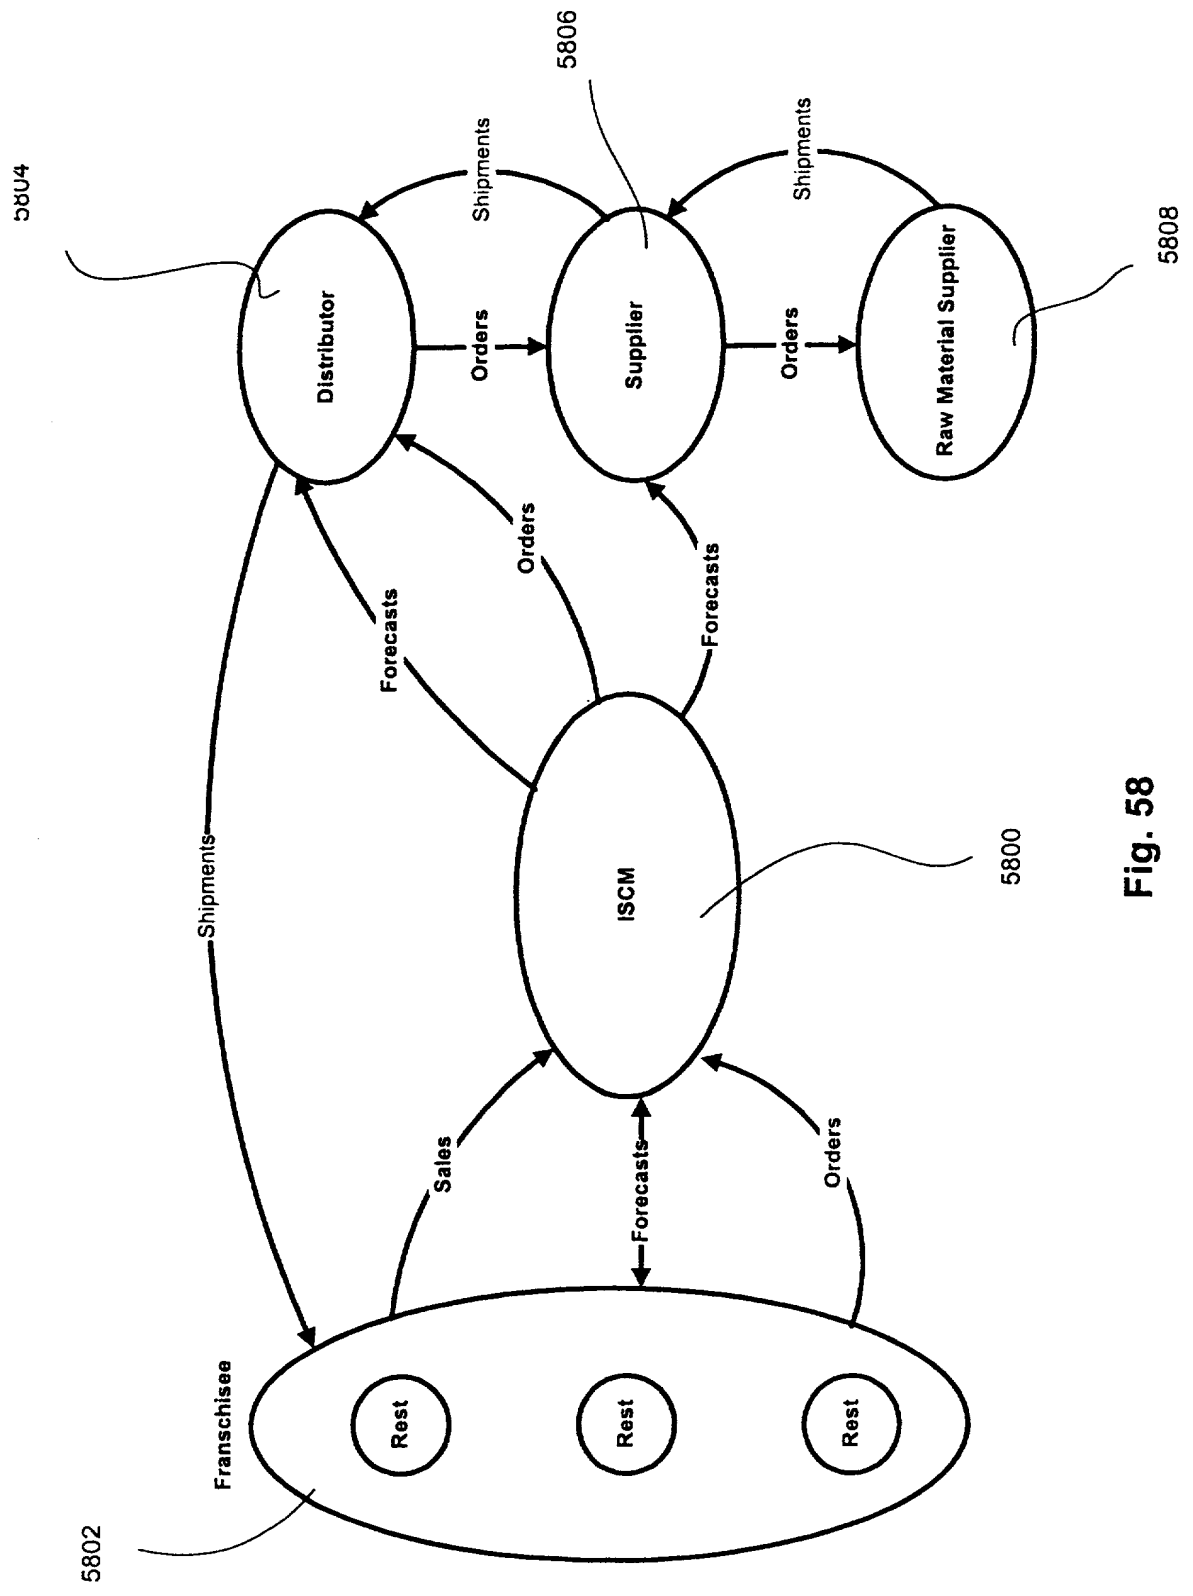 5804
5802
Shipments
Franschisee
Distributor
Forecasts
Rest
Sales
Orders
Shipments
Orders
5806
Rest
ISCM
Supplier
Forecasts
Forecasts
Orders
Shipments
Orders
Rest
Raw Material Supplier
5800
5808
Fig. 58